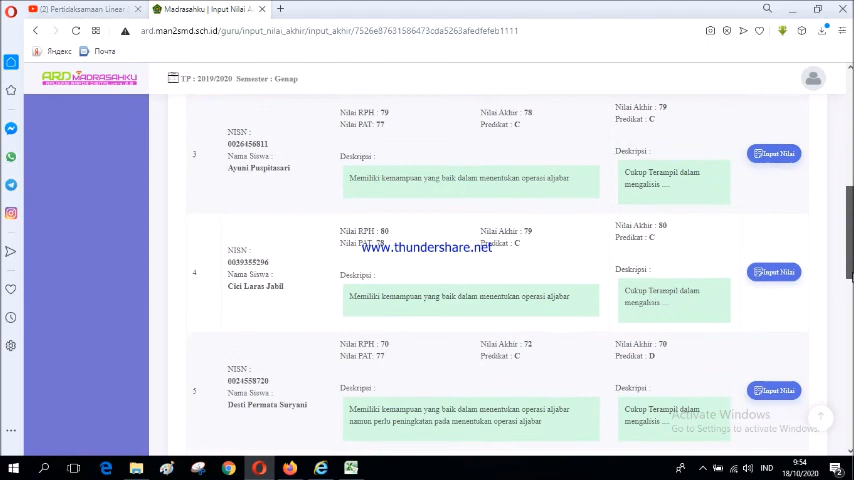 Pertidaksamaan Linear
Madrasahku | Input Nilai A
ard.man2smd.sch.id/guru/input_nilai_akhir/input_akhir/7526e87631586473cda5263afedfefeb1111
Яндекс
Почта
ARD MADRASAHKU
TP : 2019/2020 Semester : Genap
3
NISN :
0026456811
Nama Siswa :
Ayuni Puspitasari
Nilai RPH : 79
Nilai PAT: 77
Nilai Akhir : 78
Predikat : C
Deskripsi :
Memiliki kemampuan yang baik dalam menentukan operasi aljabar
Nilai Akhir : 79
Predikat : C
Deskripsi :
Cukup Terampil dalam
mengalisis ....
Input Nilai
4
NISN :
0039355296
Nama Siswa :
Cici Laras Jabil
Nilai RPH : 80
Nilai PAT: 78
Nilai Akhir : 79
Predikat : C
www.thundershare.net
Deskripsi :
Memiliki kemampuan yang baik dalam menentukan operasi aljabar
Nilai Akhir : 80
Predikat : C
Deskripsi :
Cukup Terampil dalam
mengalisis ....
Input Nilai
5
NISN :
0024558720
Nama Siswa :
Desti Permata Suryani
Nilai RPH : 70
Nilai PAT: 77
Nilai Akhir : 72
Predikat : C
Deskripsi :
Memiliki kemampuan yang baik dalam menentukan operasi aljabar
namun perlu peningkatan pada menentukan operasi aljabar
Nilai Akhir : 70
Predikat : D
Deskripsi :
Cukup Terampil dalam
mengalisis ....
Input Nilai
Activate Windows
Go to Settings to activate Windows.
IND
9:54
18/10/2020
2